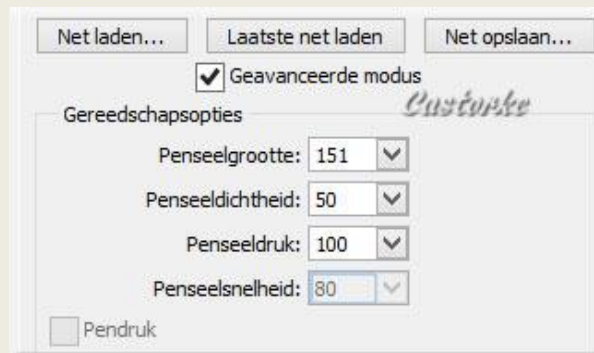 Net laden... Laatste net laden Net opslaan...
Geavanceerde modus
Castorke
Gereedschapsopties
Penseelgrootte: 151
Penseeldichtheid: 50
Penseeldruk: 100
Penseelsnelheid: 80
Pendruk